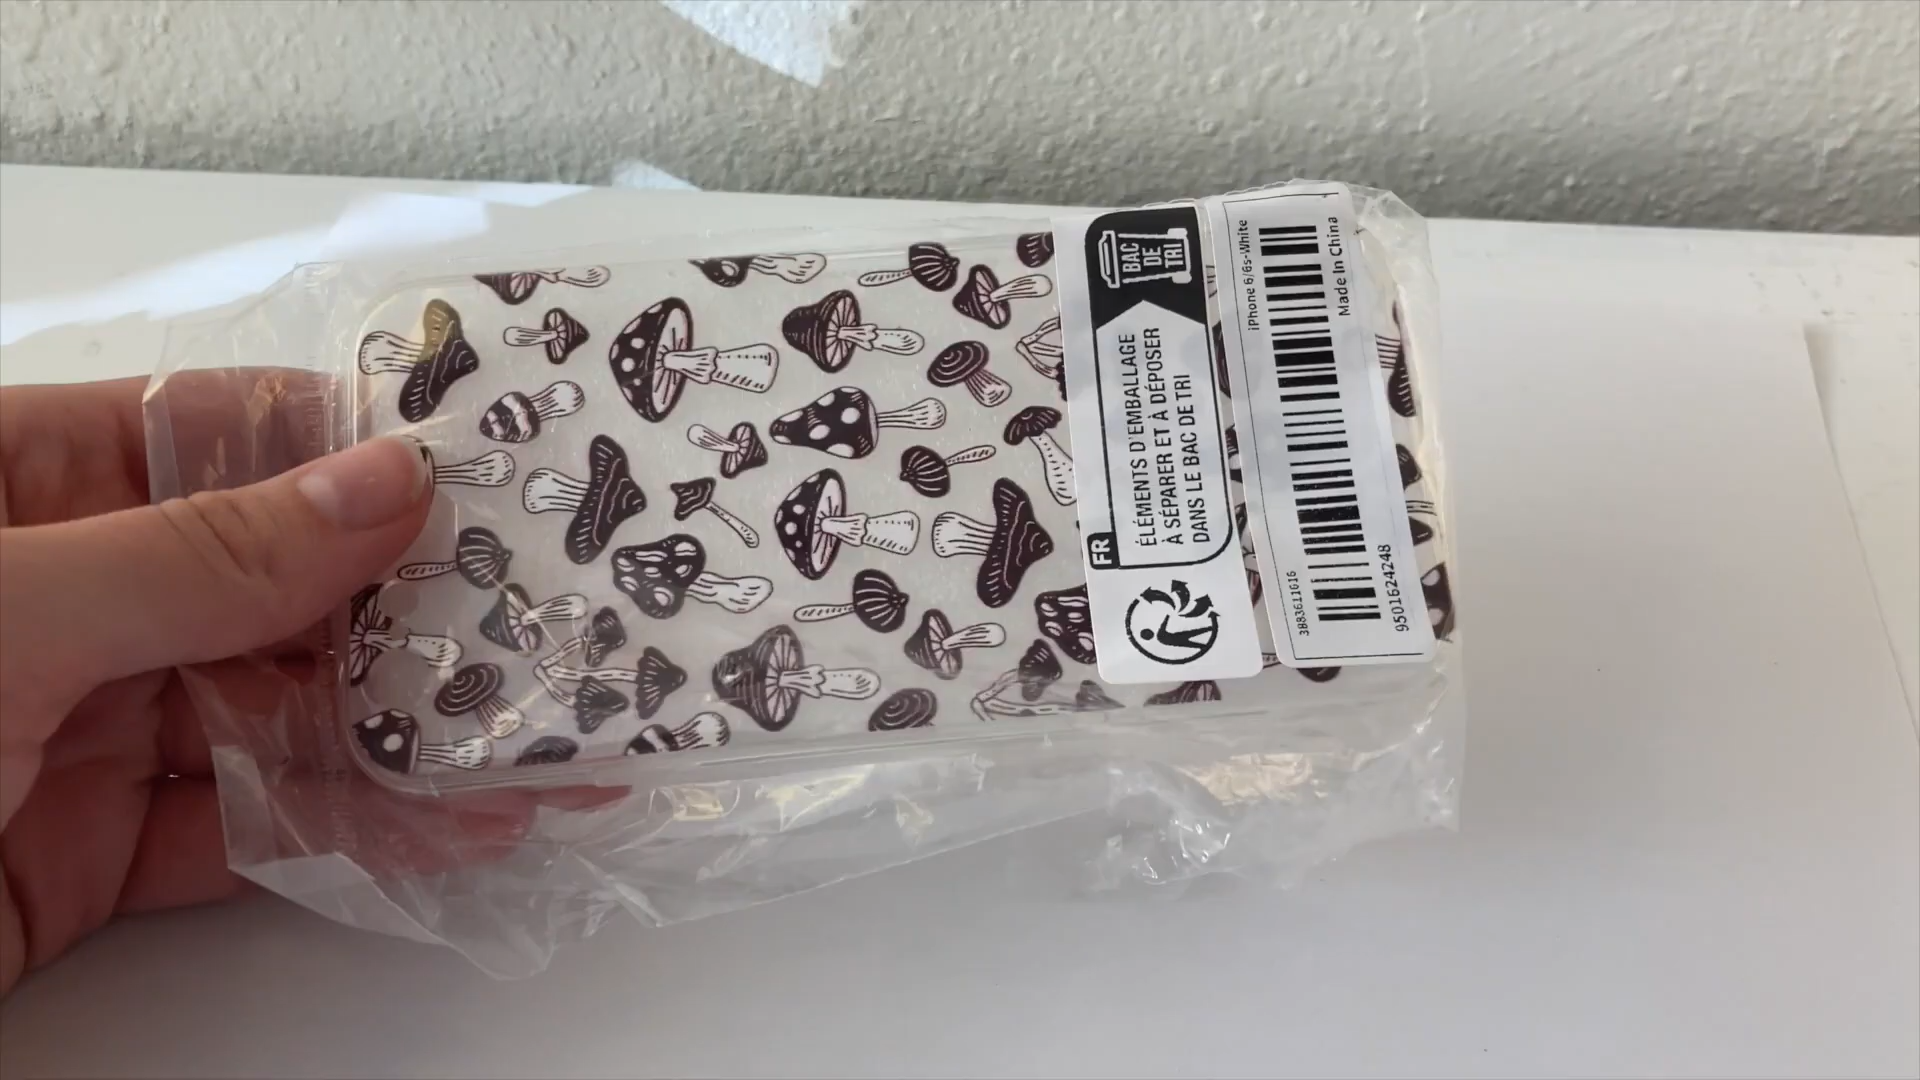 BAC
DE
TRI
FR
ÉLÉMENTS D'EMBALLAGE
À SÉPARER ET À DÉPOSER
DANS LE BAC DE TRI
iPhone 6/6s-White
Made In China
3883611616
9501624248